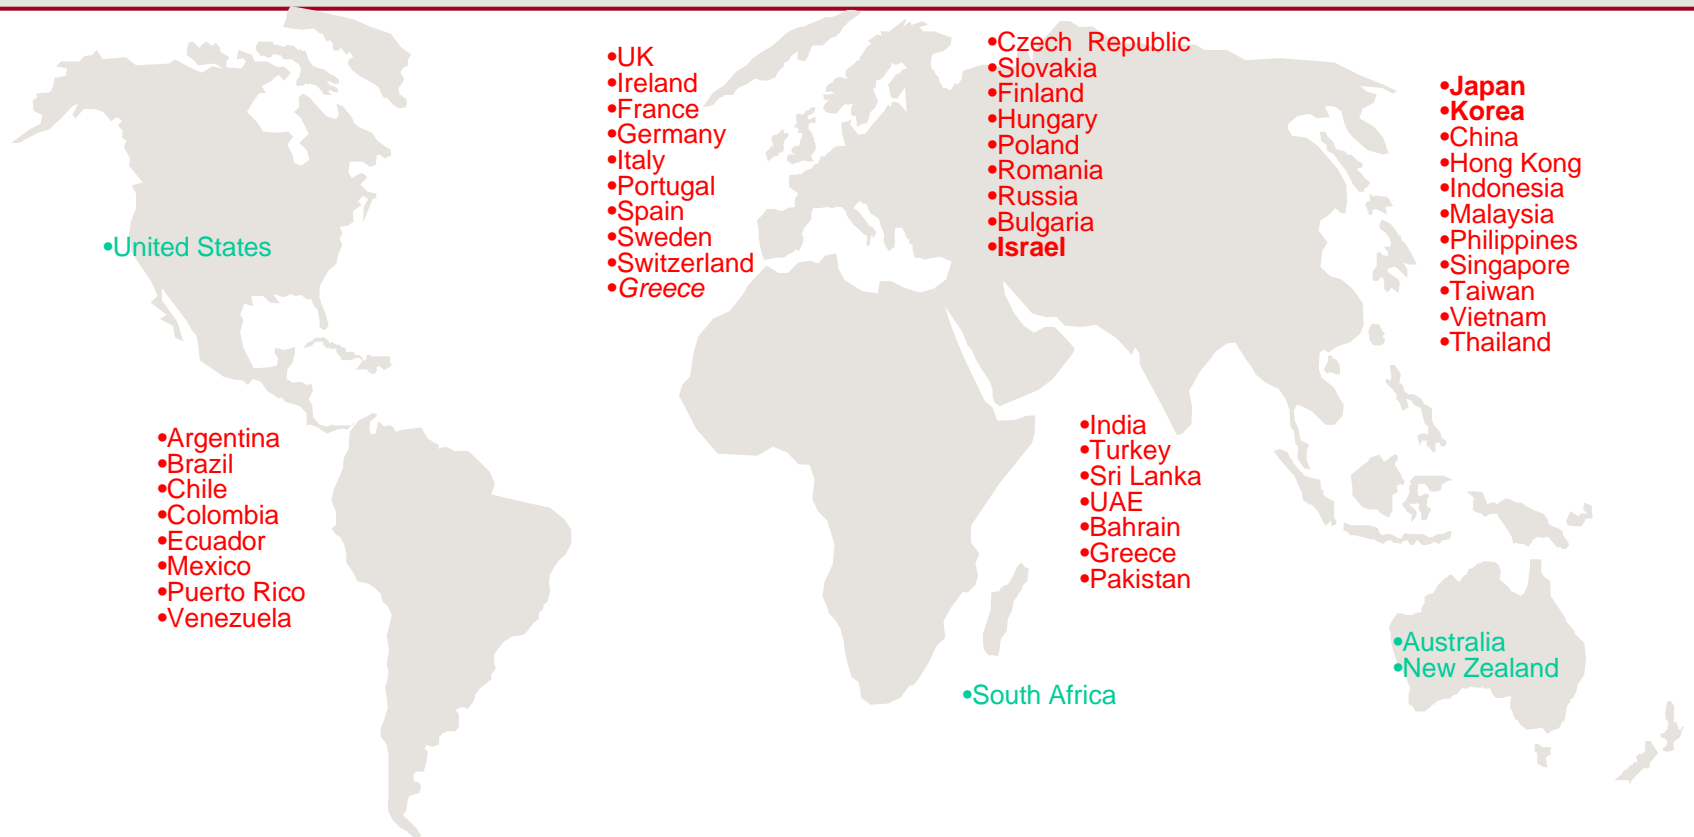 •UK
•Ireland
•France
•Germany
•Italy
•Portugal
•Spain
•Sweden
•Switzerland
•Greece
•Czech  Republic
•Slovakia
•Finland
•Hungary
•Poland
•Romania
•Russia
•Bulgaria
•Israel
•Japan
•Korea
•China
•Hong Kong
•Indonesia
•Malaysia
•Philippines
•Singapore
•Taiwan
•Vietnam
•Thailand
•United States
•Argentina
•Brazil
•Chile
•Colombia
•Ecuador
•Mexico
•Puerto Rico
•Venezuela
•India
•Turkey
•Sri Lanka
•UAE
•Bahrain
•Greece
•Pakistan
•South Africa
•Australia
•New Zealand